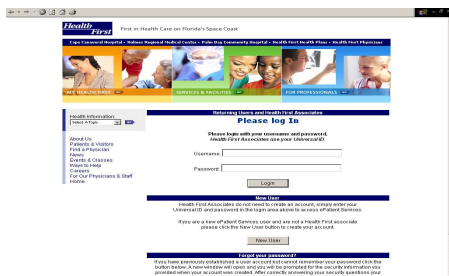 Health
First
First in Health Care on Florida's Space Coast
Cape Canaveral Hospital • Holmes Regional Medical Center • Palm Bay Community Hospital • Health First Health Plans • Health First Physicians
MY HEALTH FIRST
SERVICES & FACILITIES
FOR PROFESSIONALS
Health Information:
Select A Topic
About Us
Patients & Visitors
Find a Physician
News
Events & Classes
Ways to Help
Careers
For Our Physicians & Staff
Home
Returning Users and Health First Associates
Please log In
Please login with your username and password.
Health First Associates use your Universal ID
Username:
Password:
Login
New User
Health First Associates do not need to create an account, simply enter your
Universal ID and password in the login area above to access ePatient Services.
If you are a new ePatient Services user and are not a Health First associate
please click the New User button to create your account.
New User
Forgot your password?
If you have previously established a user account but cannot remember your password click the
button below. A new window will open and you will be prompted for the security information you
provided when your account was created. After correctly answering your security questions your